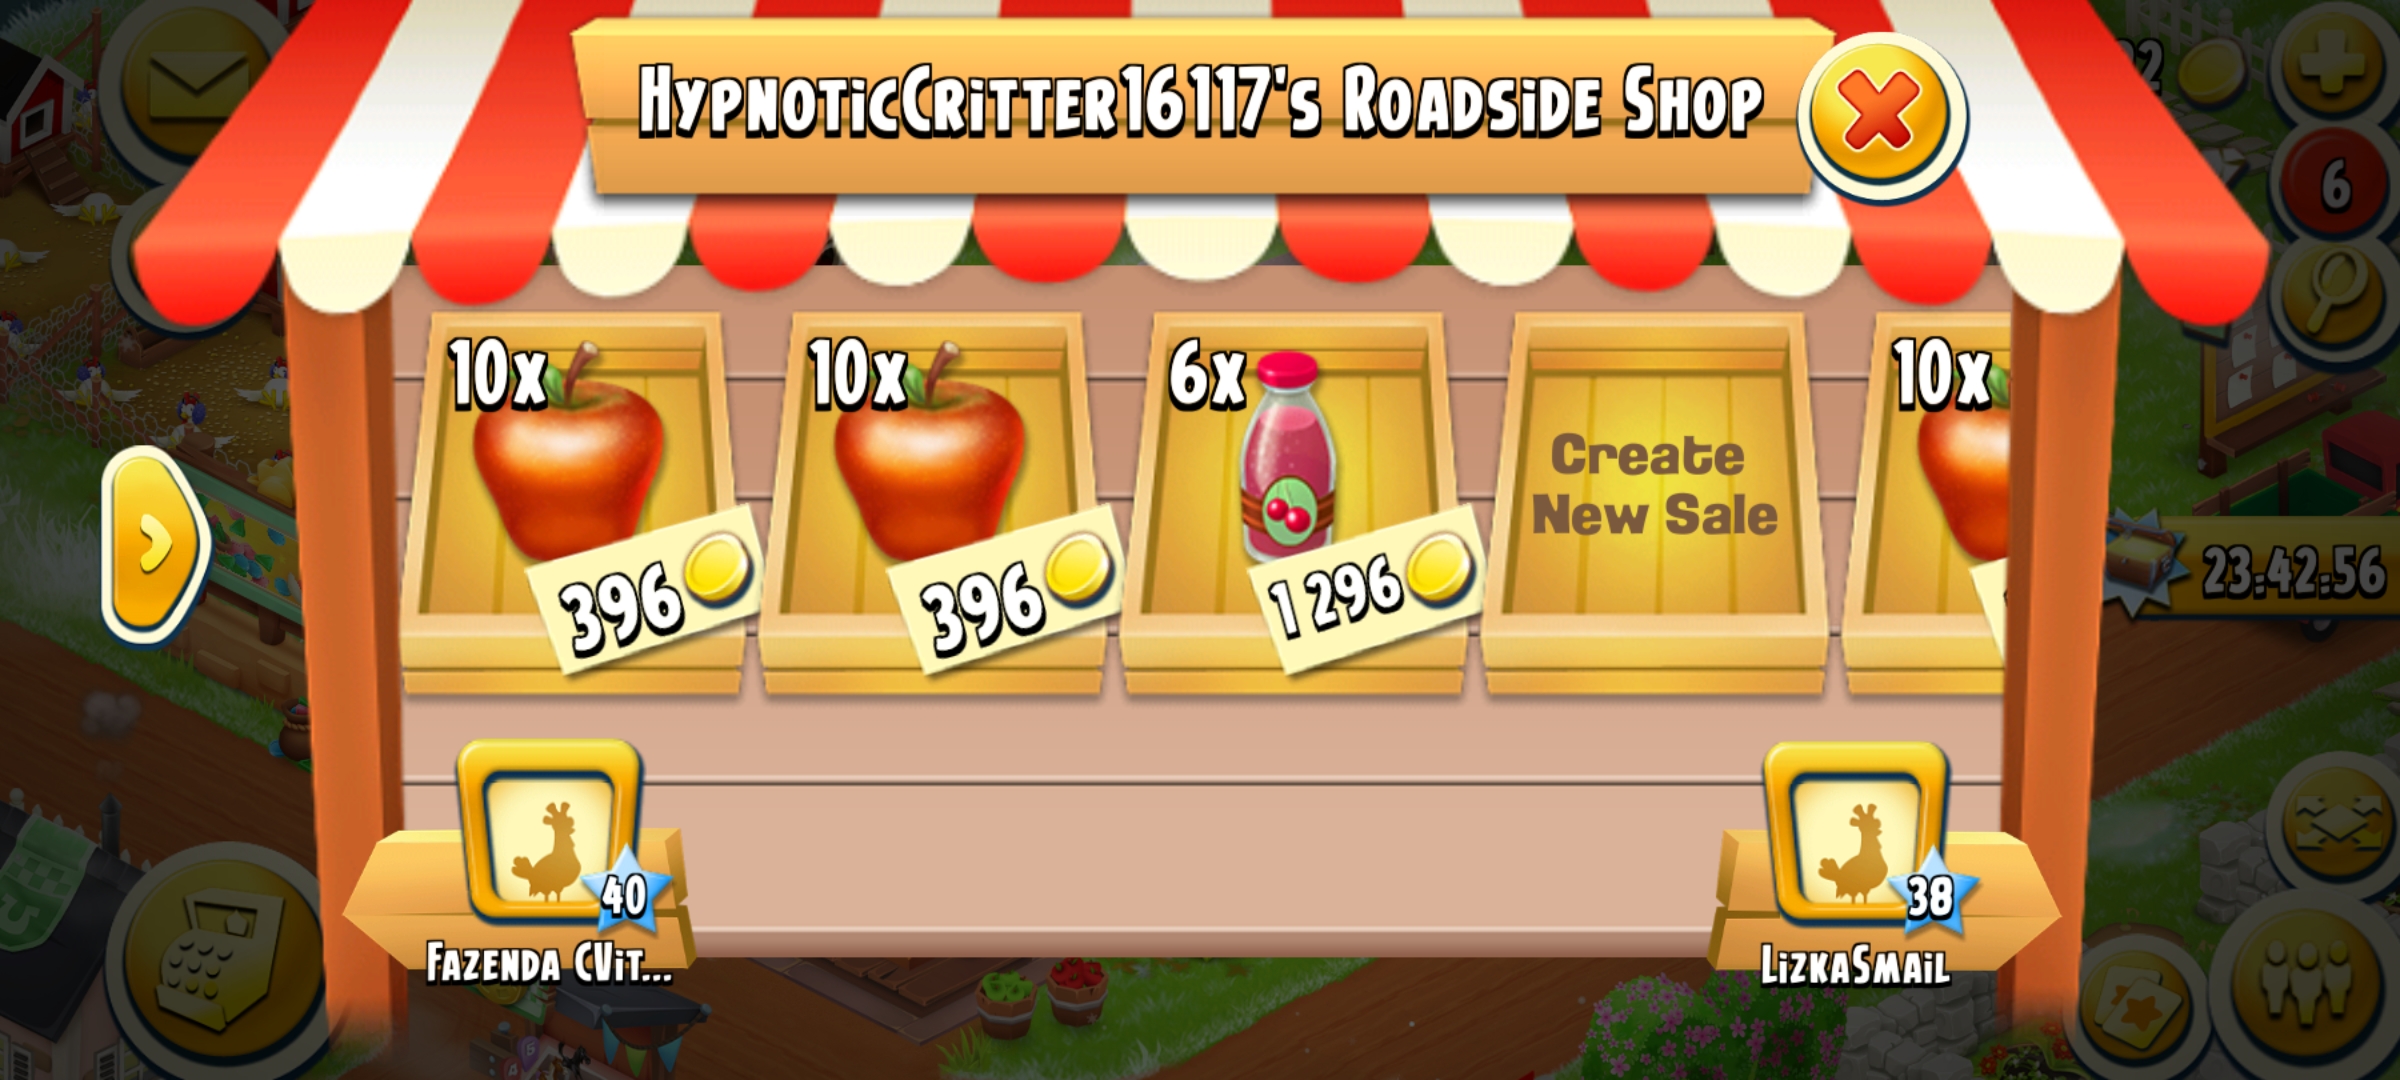 HypnoticCritter16117's Roadside Shop
10x
10x
6x
10x
396
396
1 296
Create
New Sale
6
23:42:56
40
38
Fazenda CVit...
LizkaSmail